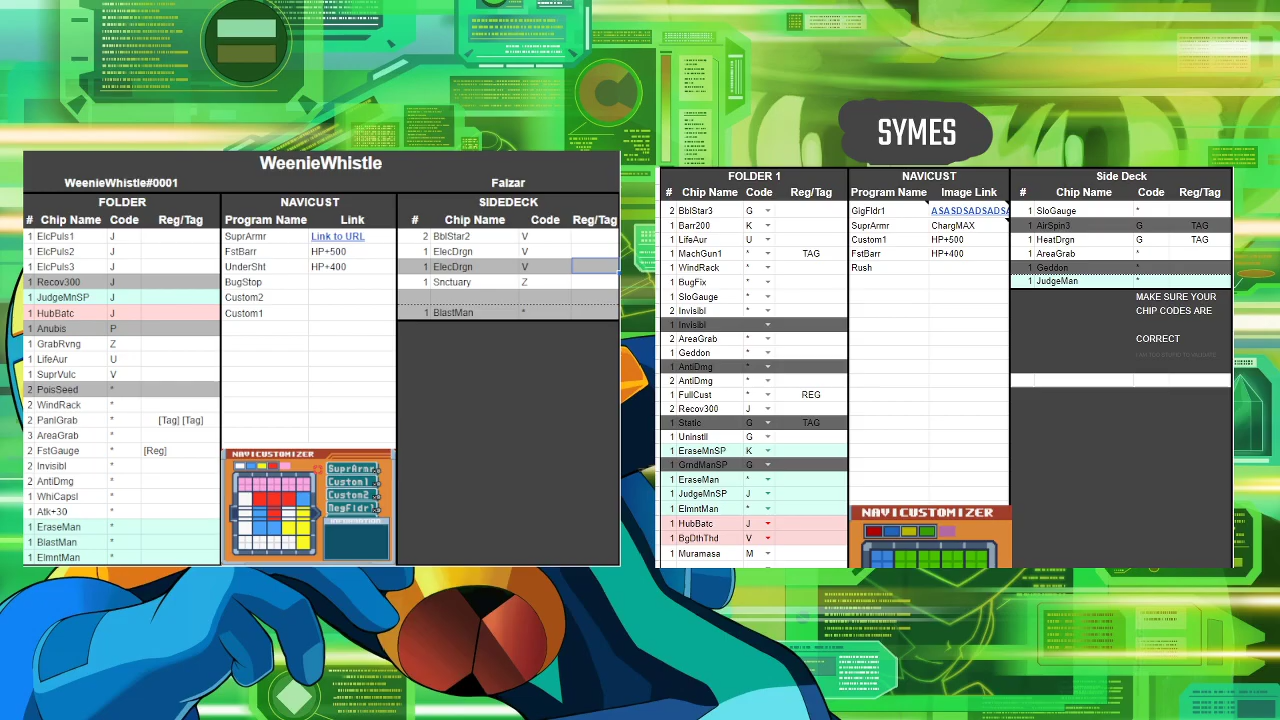 WeenieWhistle
WeenieWhistle#0001
Falzar
FOLDER
# Chip Name Code Reg/Tag
1 ElcPuls1 J
1 ElcPuls2 J
1 ElcPuls3 J
1 Recov300 J
1 JudgeMnSP J
1 HubBatc J
1 Anubis P
1 GrabRvng Z
1 LifeAur U
1 SuprVulc V
2 PoisSeed *
2 WindRack *
2 PanlGrab * [Tag] [Tag]
3 AreaGrab *
2 FstGauge * [Reg]
2 Invisibl *
2 AntiDmg *
1 WhiCapsl *
1 Atk+30 *
1 EraseMan *
1 BlastMan *
1 ElmntMan *
NAVICUST
Program Name Link
SuprArmr Link to URL
FstBarr HP+500
UnderSht HP+400
BugStop
Custom2
Custom1
NAVICUSTOMIZER
SuprArmr
Custom1
Custom2
MegFldr1
INFORMATION
SIDEDECK
# Chip Name Code Reg/Tag
2 BblStar2 V
1 ElecDrgn V
1 ElecDrgn V
1 Snctuary Z
1 BlastMan *
SYMES
FOLDER 1
# Chip Name Code Reg/Tag
2 BblStar3 G
1 Barr200 K
1 LifeAur U
1 MachGun1 * TAG
1 WindRack *
1 BugFix *
1 SloGauge *
2 Invisibl *
1 Invisibl
2 AreaGrab *
1 Geddon *
1 AntiDmg *
2 AntiDmg *
1 FullCust * REG
2 Recov300 J
1 Static G TAG
1 Uninstll G
1 EraseMnSP K
1 GrndManSP G
1 EraseMan *
1 JudgeMnSP J
1 ElmntMan *
1 HubBatc J
1 BgDthThd V
1 Muramasa M
NAVICUST
Program Name Image Link
GigFldr1 ASASDSADSADSA
SuprArmr ChargMAX
Custom1 HP+500
FstBarr HP+400
Rush
NAVICUSTOMIZER
Side Deck
# Chip Name Code Reg/Tag
1 SloGauge *
1 AirSpin3 G TAG
1 HeatDrgn G TAG
1 AreaGrab *
1 Geddon *
1 JudgeMan *
MAKE SURE YOUR
CHIP CODES ARE
CORRECT